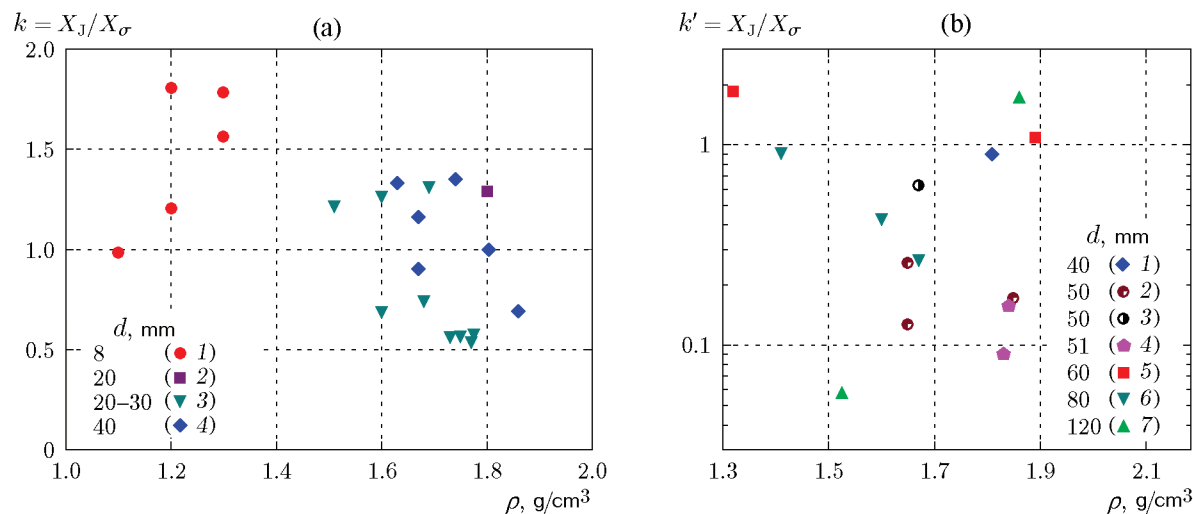 k = X_J/X_σ
(a)
2.0
1.5
1.0
0.5
0
1.0
1.2
1.4
1.6
1.8
2.0
ρ, g/cm³
d, mm
8 ( 1)
20 ( 2)
20–30 ( 3)
40 ( 4)
k′ = X_J/X_σ
(b)
1
0.1
1.3
1.5
1.7
1.9
2.1
ρ, g/cm³
d, mm
40 ( 1)
50 ( 2)
50 ( 3)
51 ( 4)
60 ( 5)
80 ( 6)
120 ( 7)